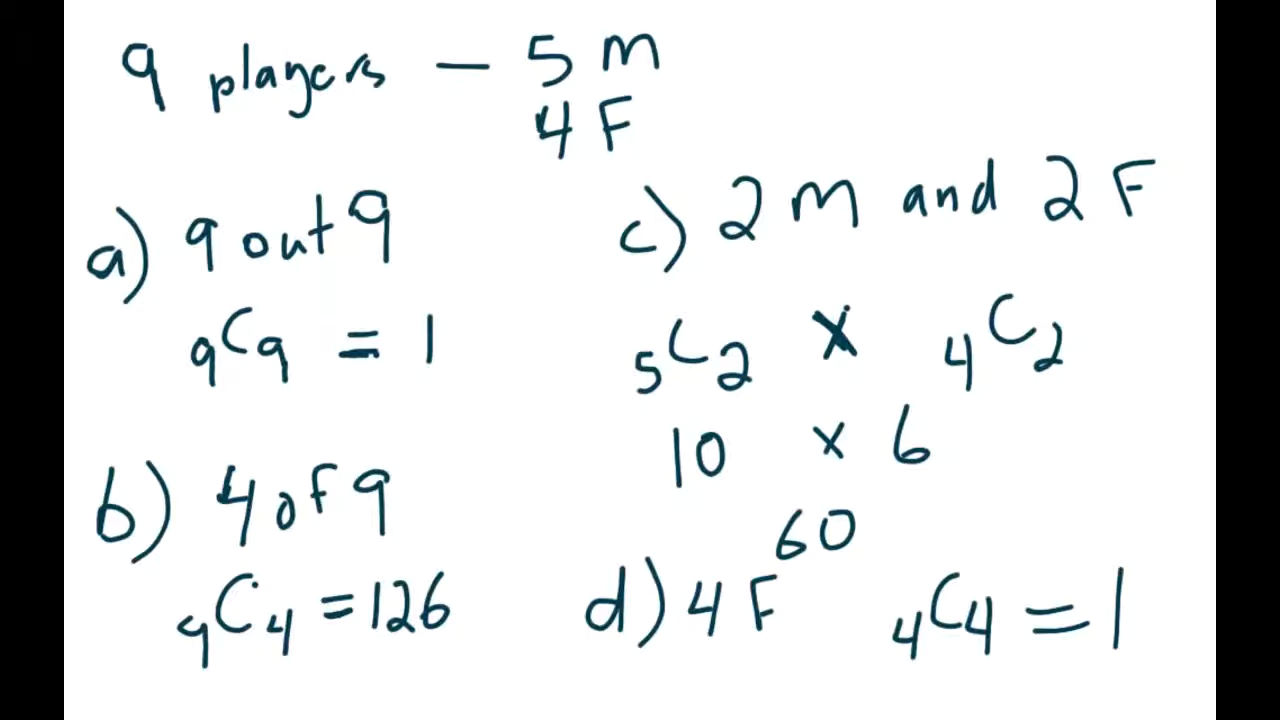 9 players — 5 M
4 F
a) 9 out 9
₉C₉ = 1
b) 4 of 9
₉C₄ = 126
c) 2 M and 2 F
₅C₂ × ₄C₂
10 × 6
60
d) 4 F ₄C₄ = 1